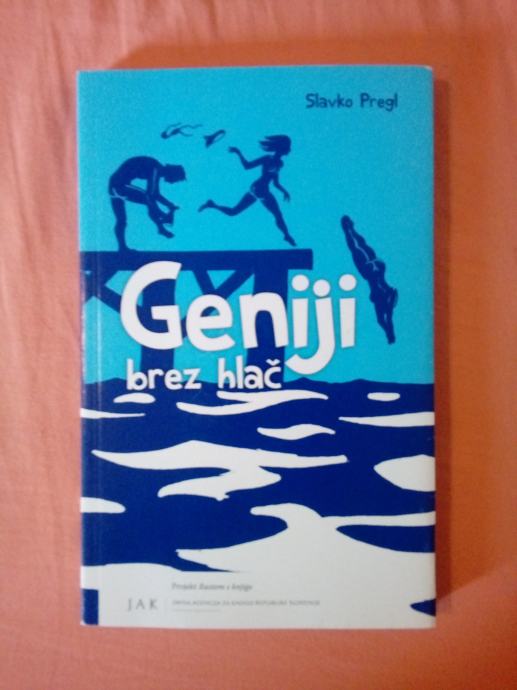 Slavko Pregl
Geniji
brez hlač
Projekt Rastem s knjigo
JAK
JAVNA AGENCIJA ZA KNJIGO REPUBLIKE SLOVENIJE